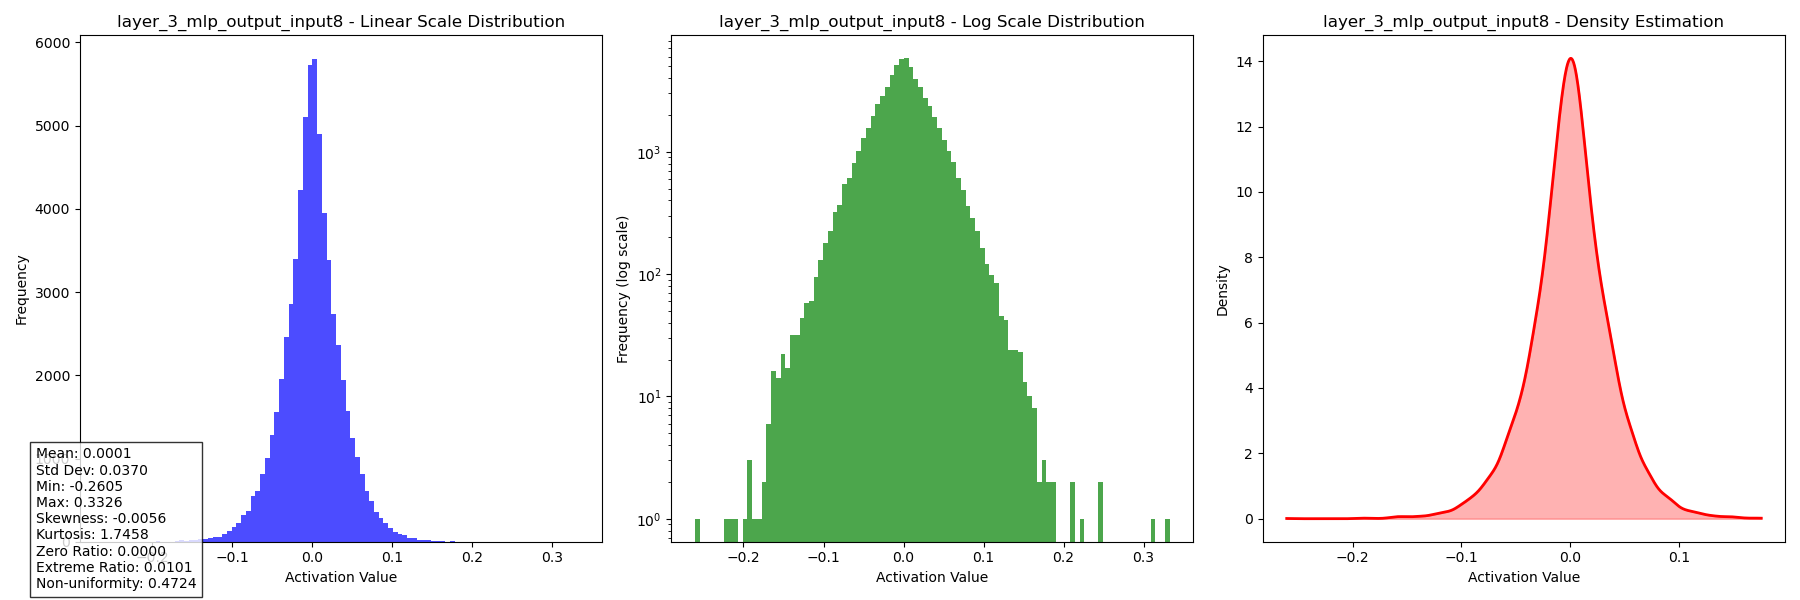 layer_3_mlp_output_input8 - Linear Scale Distribution
6000
5000
4000
3000
2000
1000
0
Frequency
−0.2
−0.1
0.0
0.1
0.2
0.3
Activation Value
Mean: 0.0001
Std Dev: 0.0370
Min: -0.2605
Max: 0.3326
Skewness: -0.0056
Kurtosis: 1.7458
Zero Ratio: 0.0000
Extreme Ratio: 0.0101
Non-uniformity: 0.4724
layer_3_mlp_output_input8 - Log Scale Distribution
10³
10²
10¹
10⁰
Frequency (log scale)
−0.2
−0.1
0.0
0.1
0.2
0.3
Activation Value
layer_3_mlp_output_input8 - Density Estimation
14
12
10
8
6
4
2
0
Density
−0.2
−0.1
0.0
0.1
Activation Value